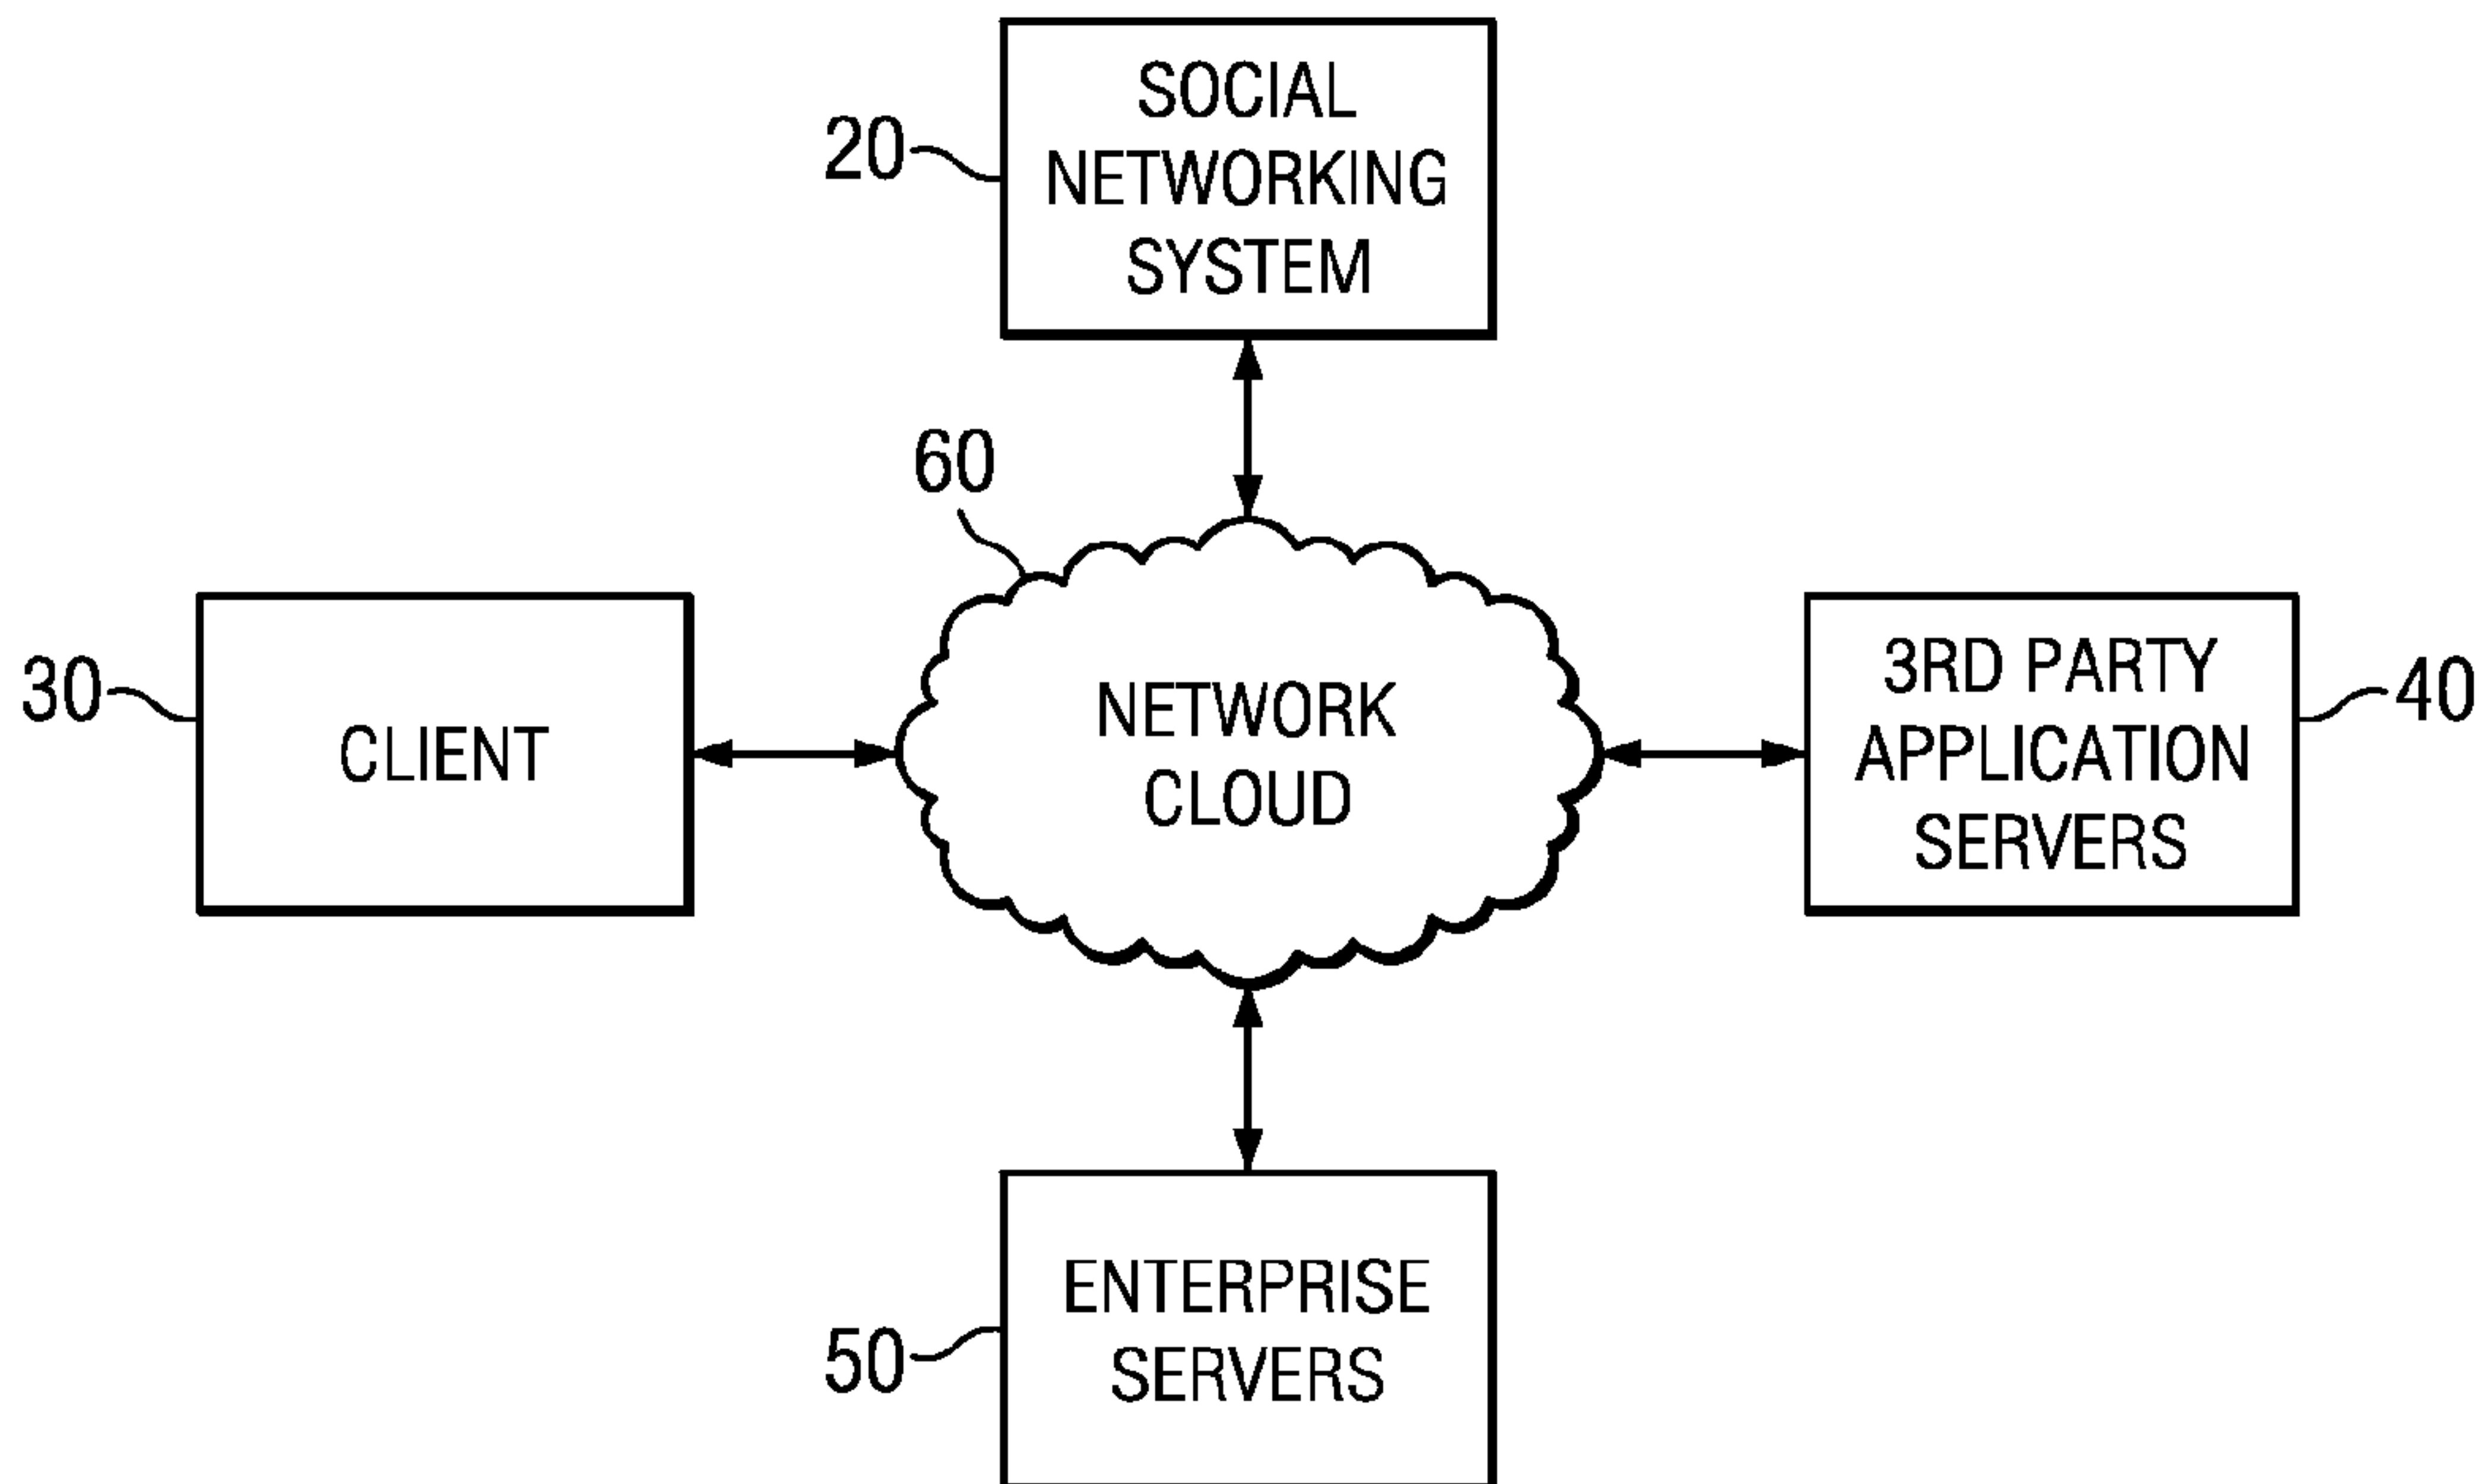 SOCIAL
NETWORKING
SYSTEM
20
60
30
CLIENT
NETWORK
CLOUD
3RD PARTY
APPLICATION
SERVERS
40
ENTERPRISE
SERVERS
50